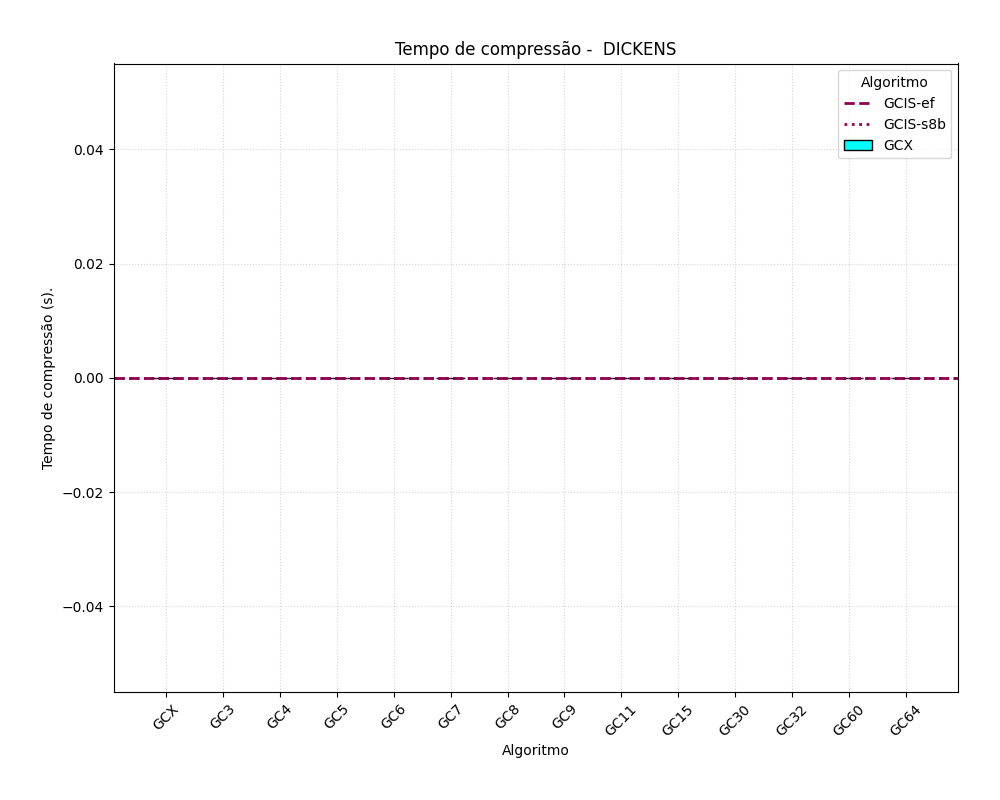 Tempo de compressão -  DICKENS
Algoritmo
GCIS-ef
GCIS-s8b
GCX
0.04
0.02
0.00
−0.02
−0.04
Tempo de compressão (s).
GCX
GC3
GC4
GC5
GC6
GC7
GC8
GC9
GC11
GC15
GC30
GC32
GC60
GC64
Algoritmo